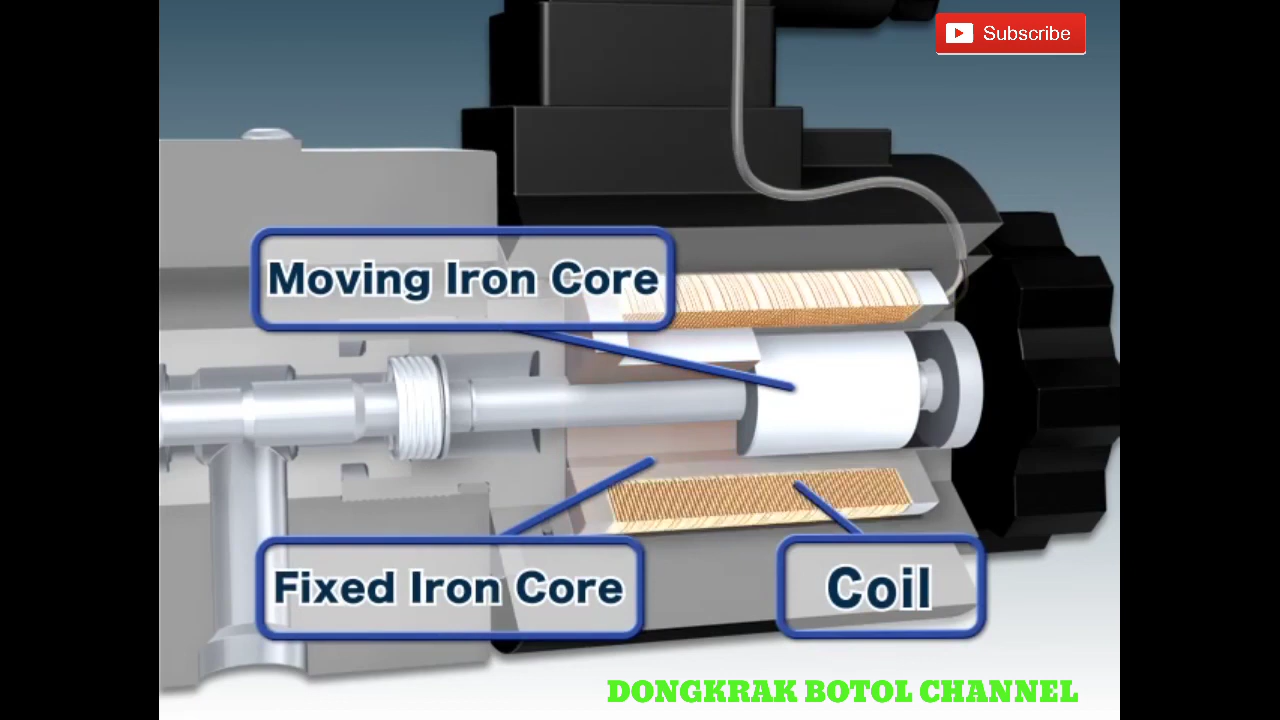 Subscribe
Moving Iron Core
Fixed Iron Core
Coil
DONGKRAK BOTOL CHANNEL